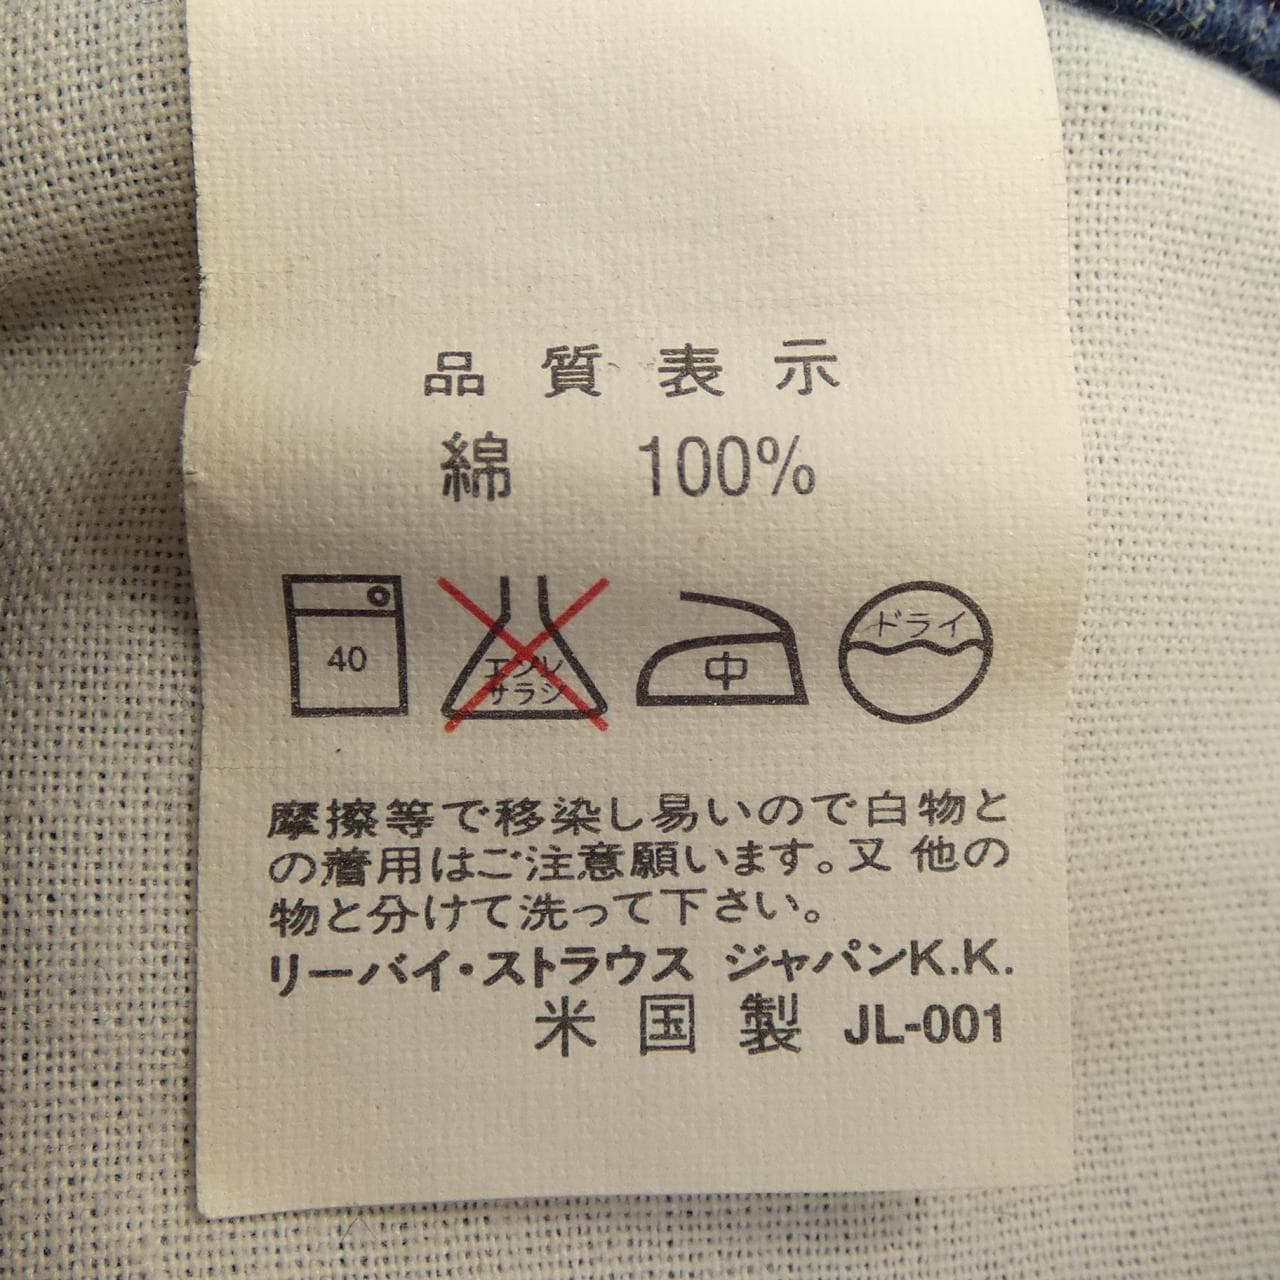 品質表示
綿 100%
40
エンソ
サラシ
中
ドライ
摩擦等で移染し易いので白物と
の着用はご注意願います。又他の
物と分けて洗って下さい。
リーバイ・ストラウス ジャパンK.K.
米国製 JL-001